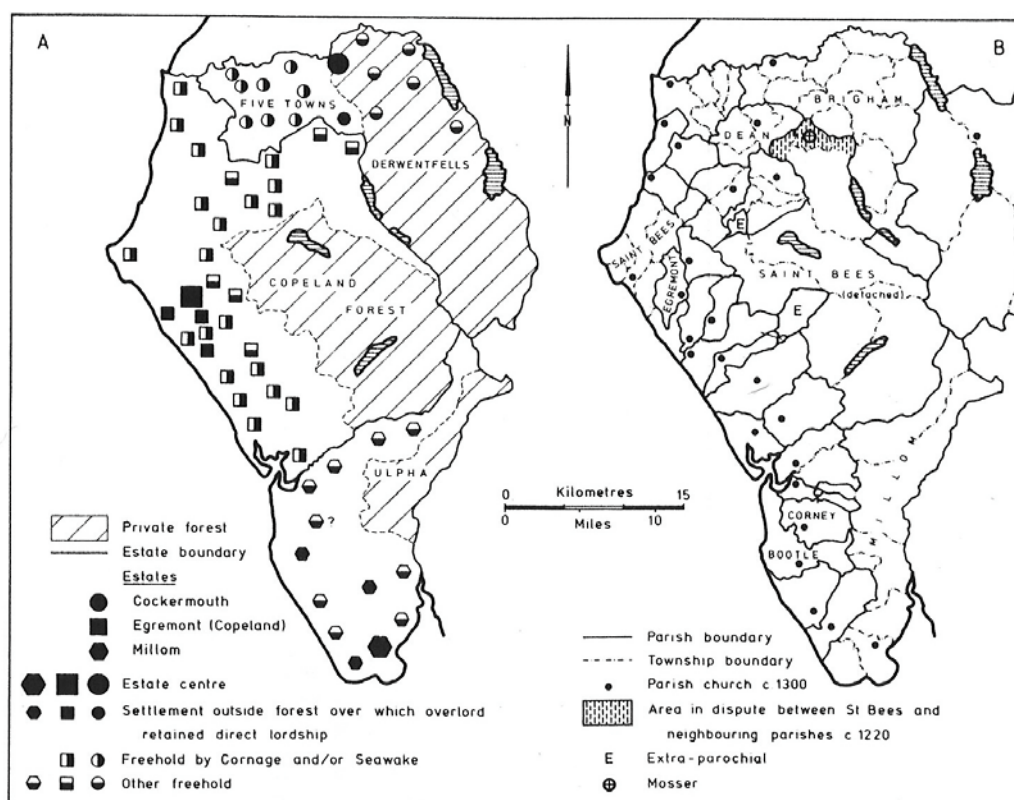 A
FIVE TOWNS
DERWENTFELLS
COPELAND
FOREST
ULPHA
?
Private forest
Estate boundary
Estates
Cockermouth
Egremont (Copeland)
Millom
Estate centre
Settlement outside forest over which overlord
retained direct lordship
Freehold by Cornage and/or Seawake
Other freehold
N
0 Kilometres 15
0 Miles 10
B
BRIGHAM
DEAN
E
SAINT BEES
EGREMONT
SAINT BEES
(detached)
E
MILLOM
CORNEY
BOOTLE
Parish boundary
Township boundary
Parish church c.1300
Area in dispute between St Bees and
neighbouring parishes c 1220
E Extra-parochial
Mosser